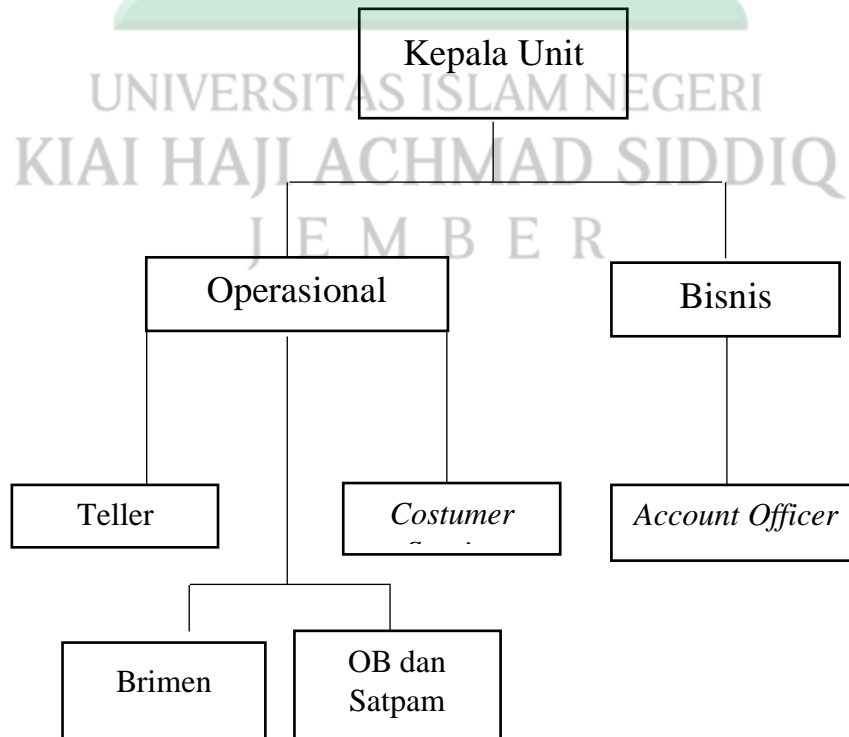 Kepala Unit
UNIVERSITAS ISLAM NEGERI
KIAI HAJI ACHMAD SIDDIQ
JEMBER
Operasional
Bisnis
Teller
Costumer
Account Officer
Brimen
OB dan
Satpam